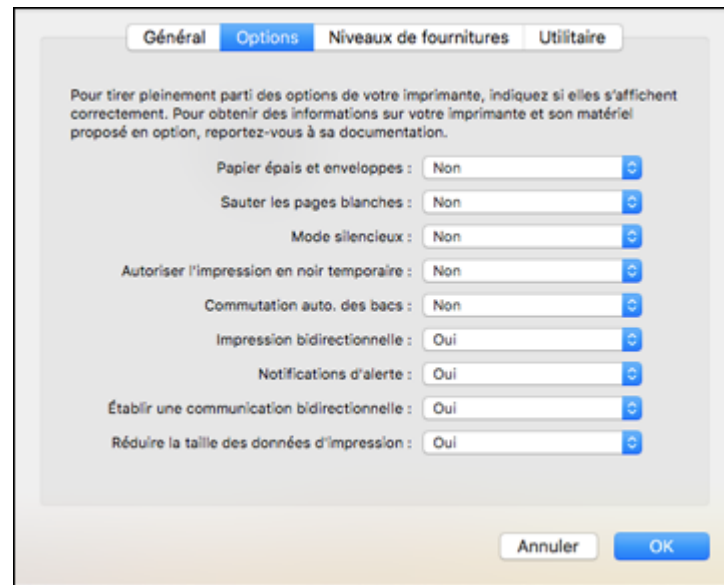 Général Options Niveaux de fournitures Utilitaire
Pour tirer pleinement parti des options de votre imprimante, indiquez si elles s'affichent
correctement. Pour obtenir des informations sur votre imprimante et son matériel
proposé en option, reportez-vous à sa documentation.
Papier épais et enveloppes : Non
Sauter les pages blanches : Non
Mode silencieux : Non
Autoriser l'impression en noir temporaire : Non
Commutation auto. des bacs : Non
Impression bidirectionnelle : Oui
Notifications d'alerte : Oui
Établir une communication bidirectionnelle : Oui
Réduire la taille des données d'impression : Oui
Annuler OK